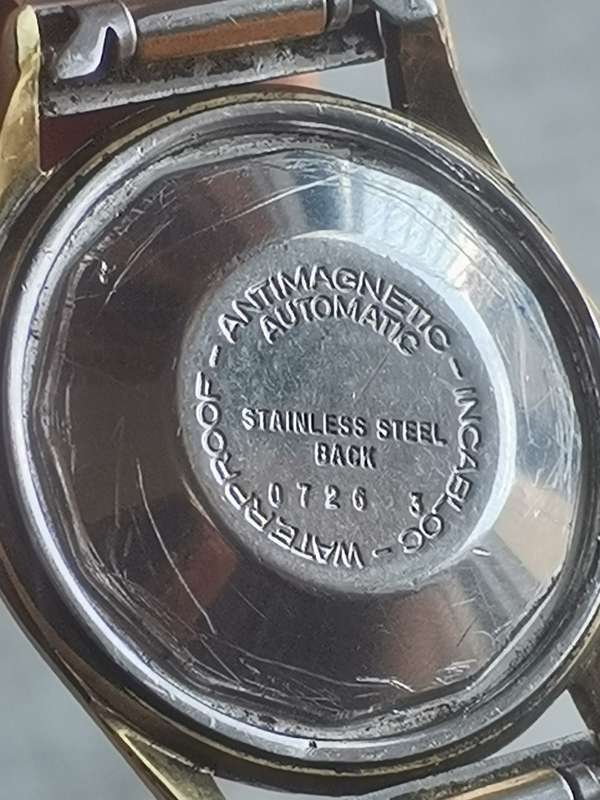 ANTIMAGNETIC - INCABLOC - WATERPROOF -
AUTOMATIC
STAINLESS STEEL
BACK
0726 3